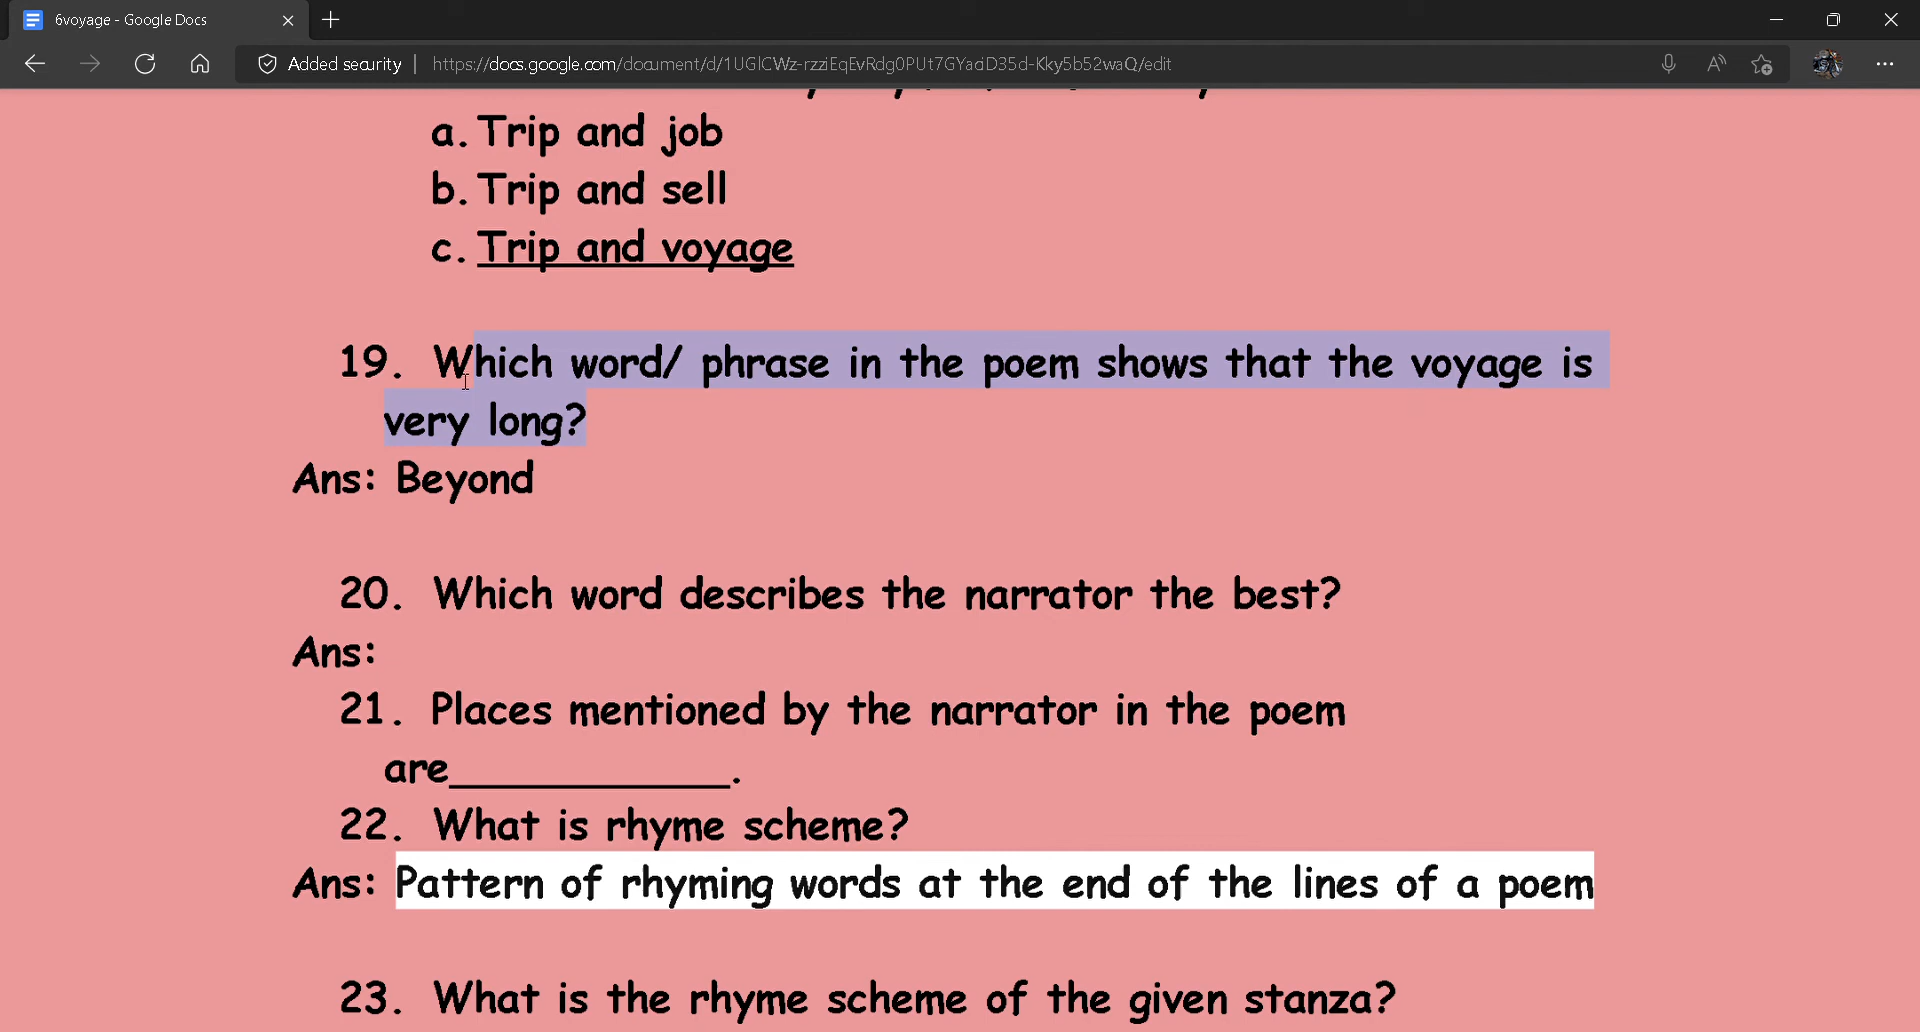 6voyage - Google Docs
Added security | https://docs.google.com/document/d/1UGlCWz-rzziEqEvRdg0PUt7GYadD35d-Kky5b52waQ/edit
a. Trip and job
b. Trip and sell
c. Trip and voyage
19. Which word/ phrase in the poem shows that the voyage is
very long?
Ans: Beyond
20. Which word describes the narrator the best?
Ans:
21. Places mentioned by the narrator in the poem
are____________.
22. What is rhyme scheme?
Ans: Pattern of rhyming words at the end of the lines of a poem
23. What is the rhyme scheme of the given stanza?